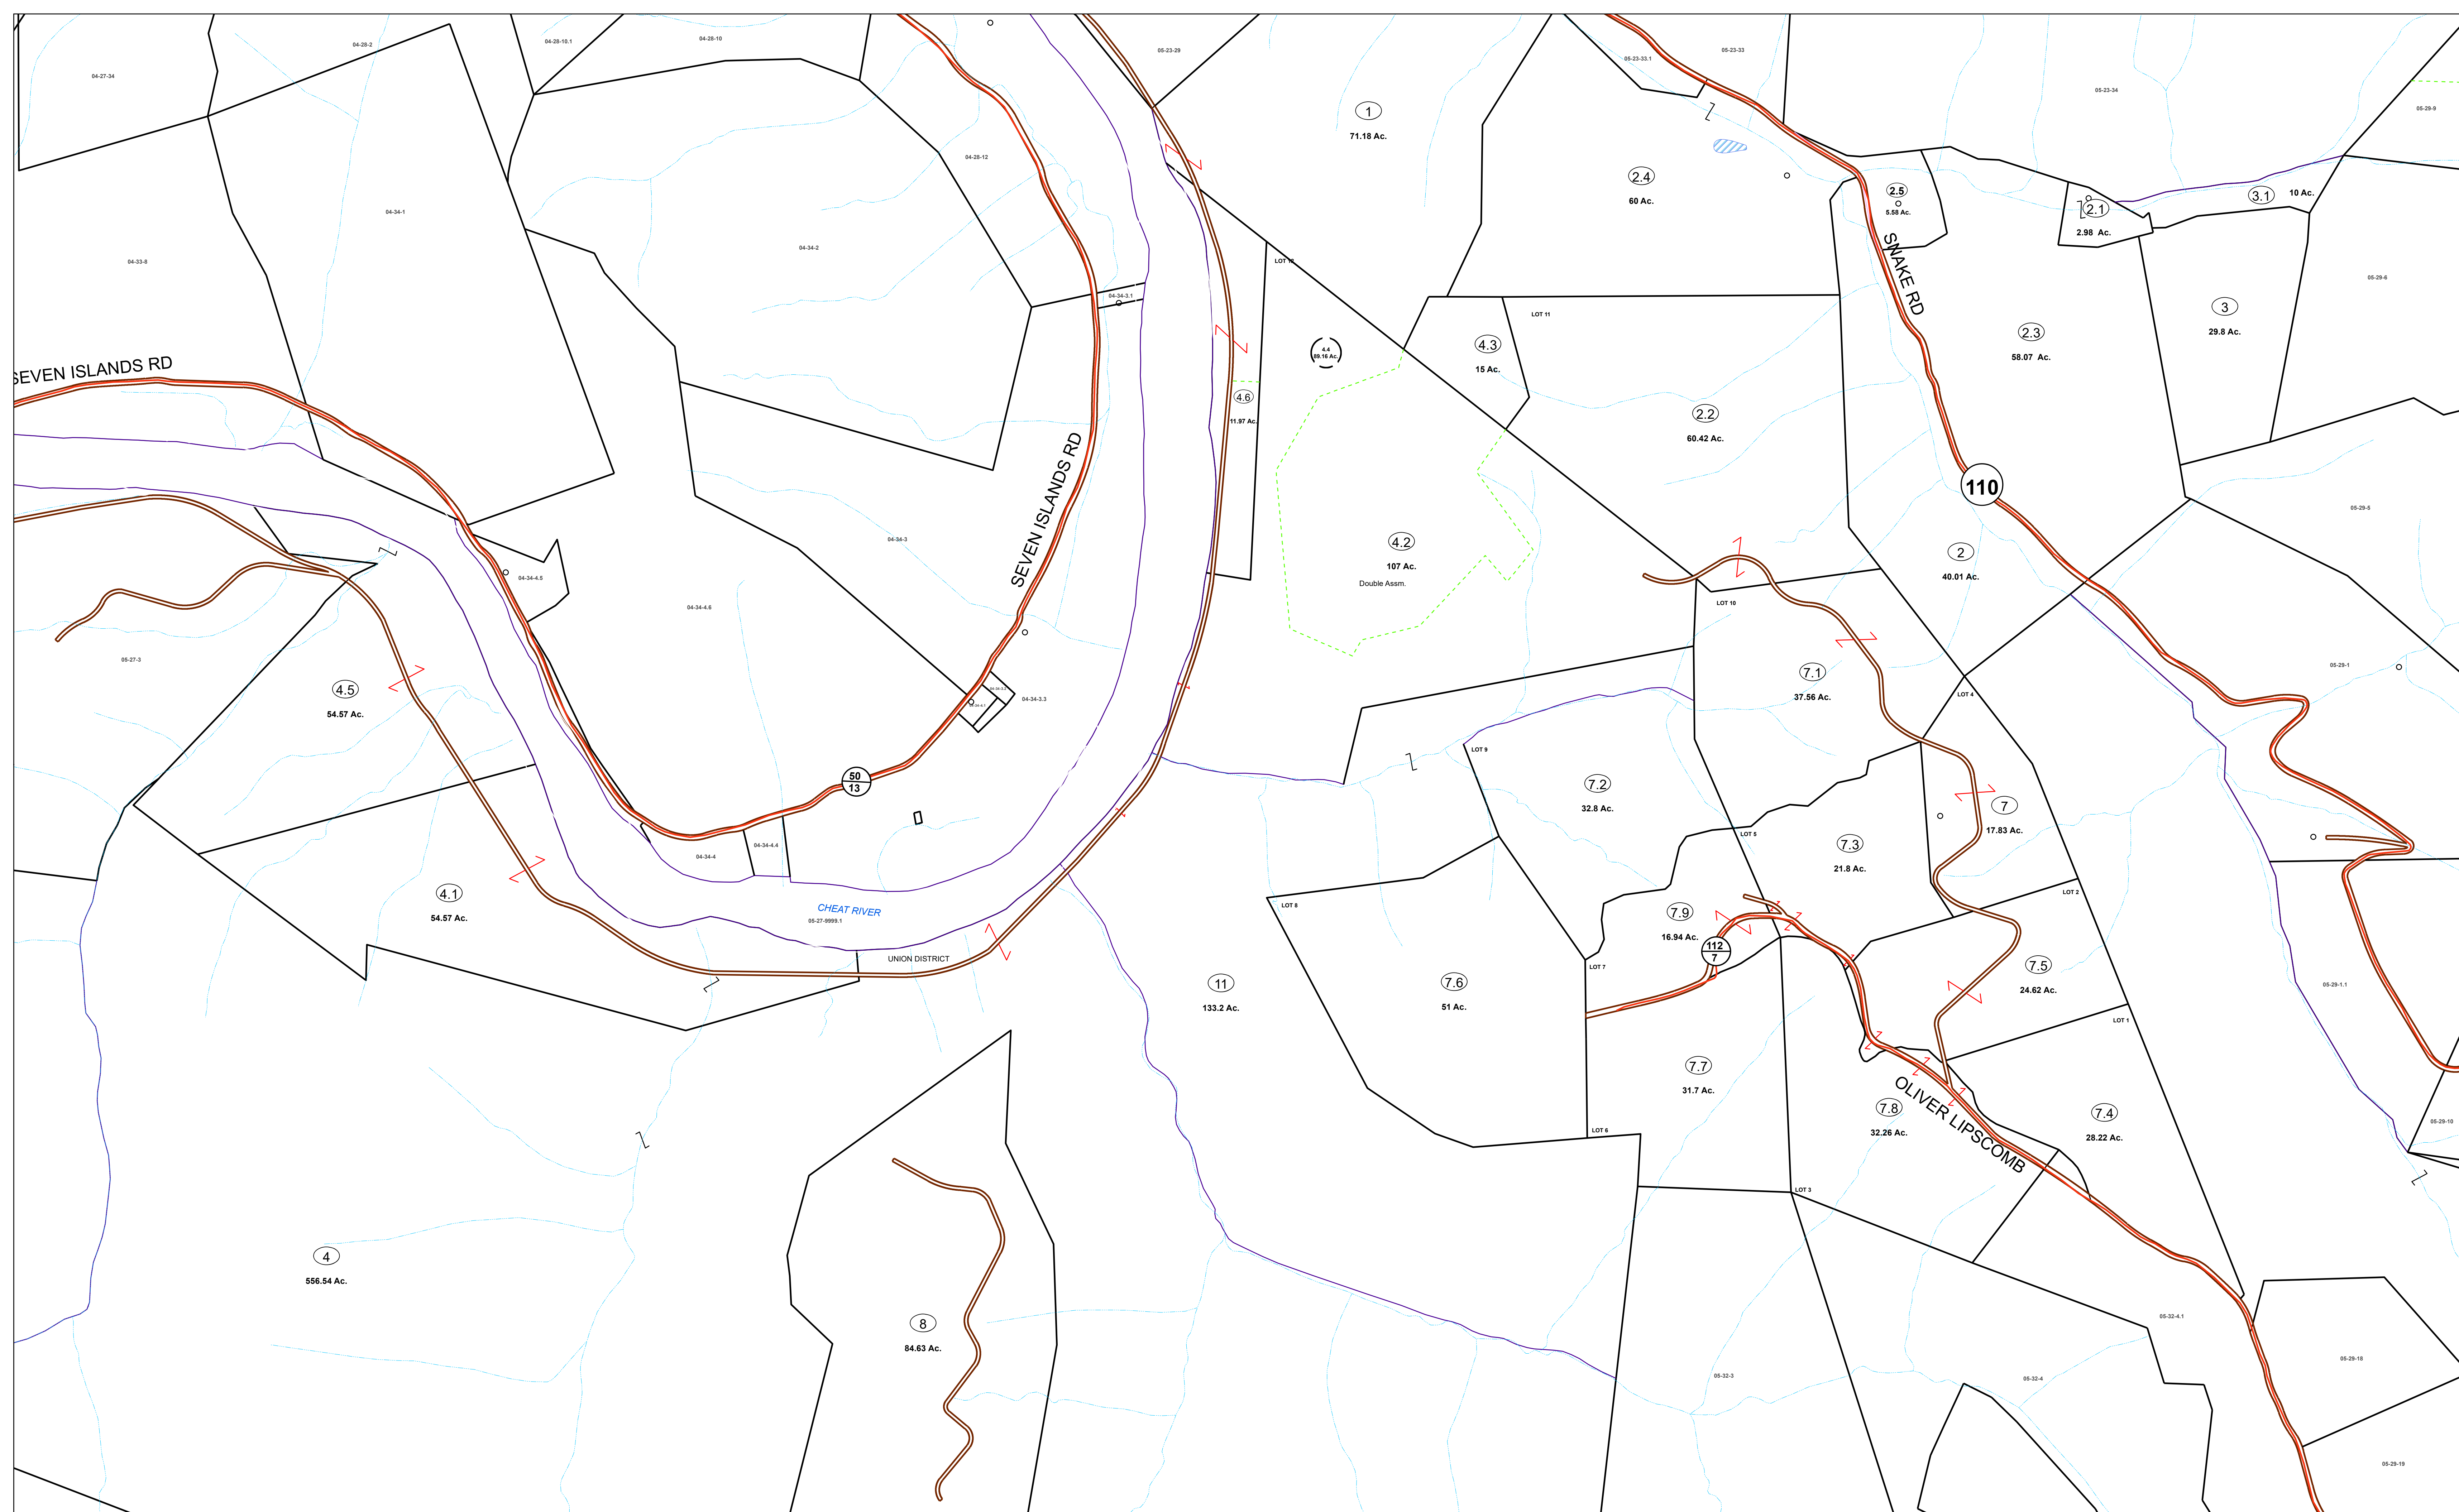 04-28-2
04-28-10.1
04-28-10
05-23-29
05-23-33
05-23-33.1
05-23-34
05-29-9
04-27-34
1
71.18 Ac.
04-28-12
2.4
60 Ac.
2.5
5.58 Ac.
2.1
2.98 Ac.
3.1
10 Ac.
04-34-1
04-34-2
04-33-8
LOT 12
SNAKE RD
05-29-6
04-34-3.1
LOT 11
3
29.8 Ac.
2.3
58.07 Ac.
4.4
89.16 Ac.
4.3
15 Ac.
SEVEN ISLANDS RD
4.6
11.97 Ac.
2.2
60.42 Ac.
SEVEN ISLANDS RD
110
05-29-5
04-34-3
4.2
107 Ac.
Double Assm.
2
40.01 Ac.
04-34-4.5
04-34-4.6
LOT 10
05-27-3
05-29-1
7.1
37.56 Ac.
4.5
54.57 Ac.
04-34-3.3
LOT 4
LOT 9
50
13
7.2
32.8 Ac.
7
17.83 Ac.
LOT 5
7.3
21.8 Ac.
04-34-4
04-34-4.4
4.1
54.57 Ac.
LOT 2
LOT 8
CHEAT RIVER
05-27-9999.1
7.9
16.94 Ac.
112
7
UNION DISTRICT
LOT 7
7.5
24.62 Ac.
11
133.2 Ac.
7.6
51 Ac.
05-29-1.1
LOT 1
7.7
31.7 Ac.
OLIVER LIPSCOMB
7.8
32.26 Ac.
7.4
28.22 Ac.
05-29-10
LOT 6
LOT 3
4
556.54 Ac.
8
84.63 Ac.
05-32-4.1
05-29-18
05-32-3
05-32-4
05-29-19